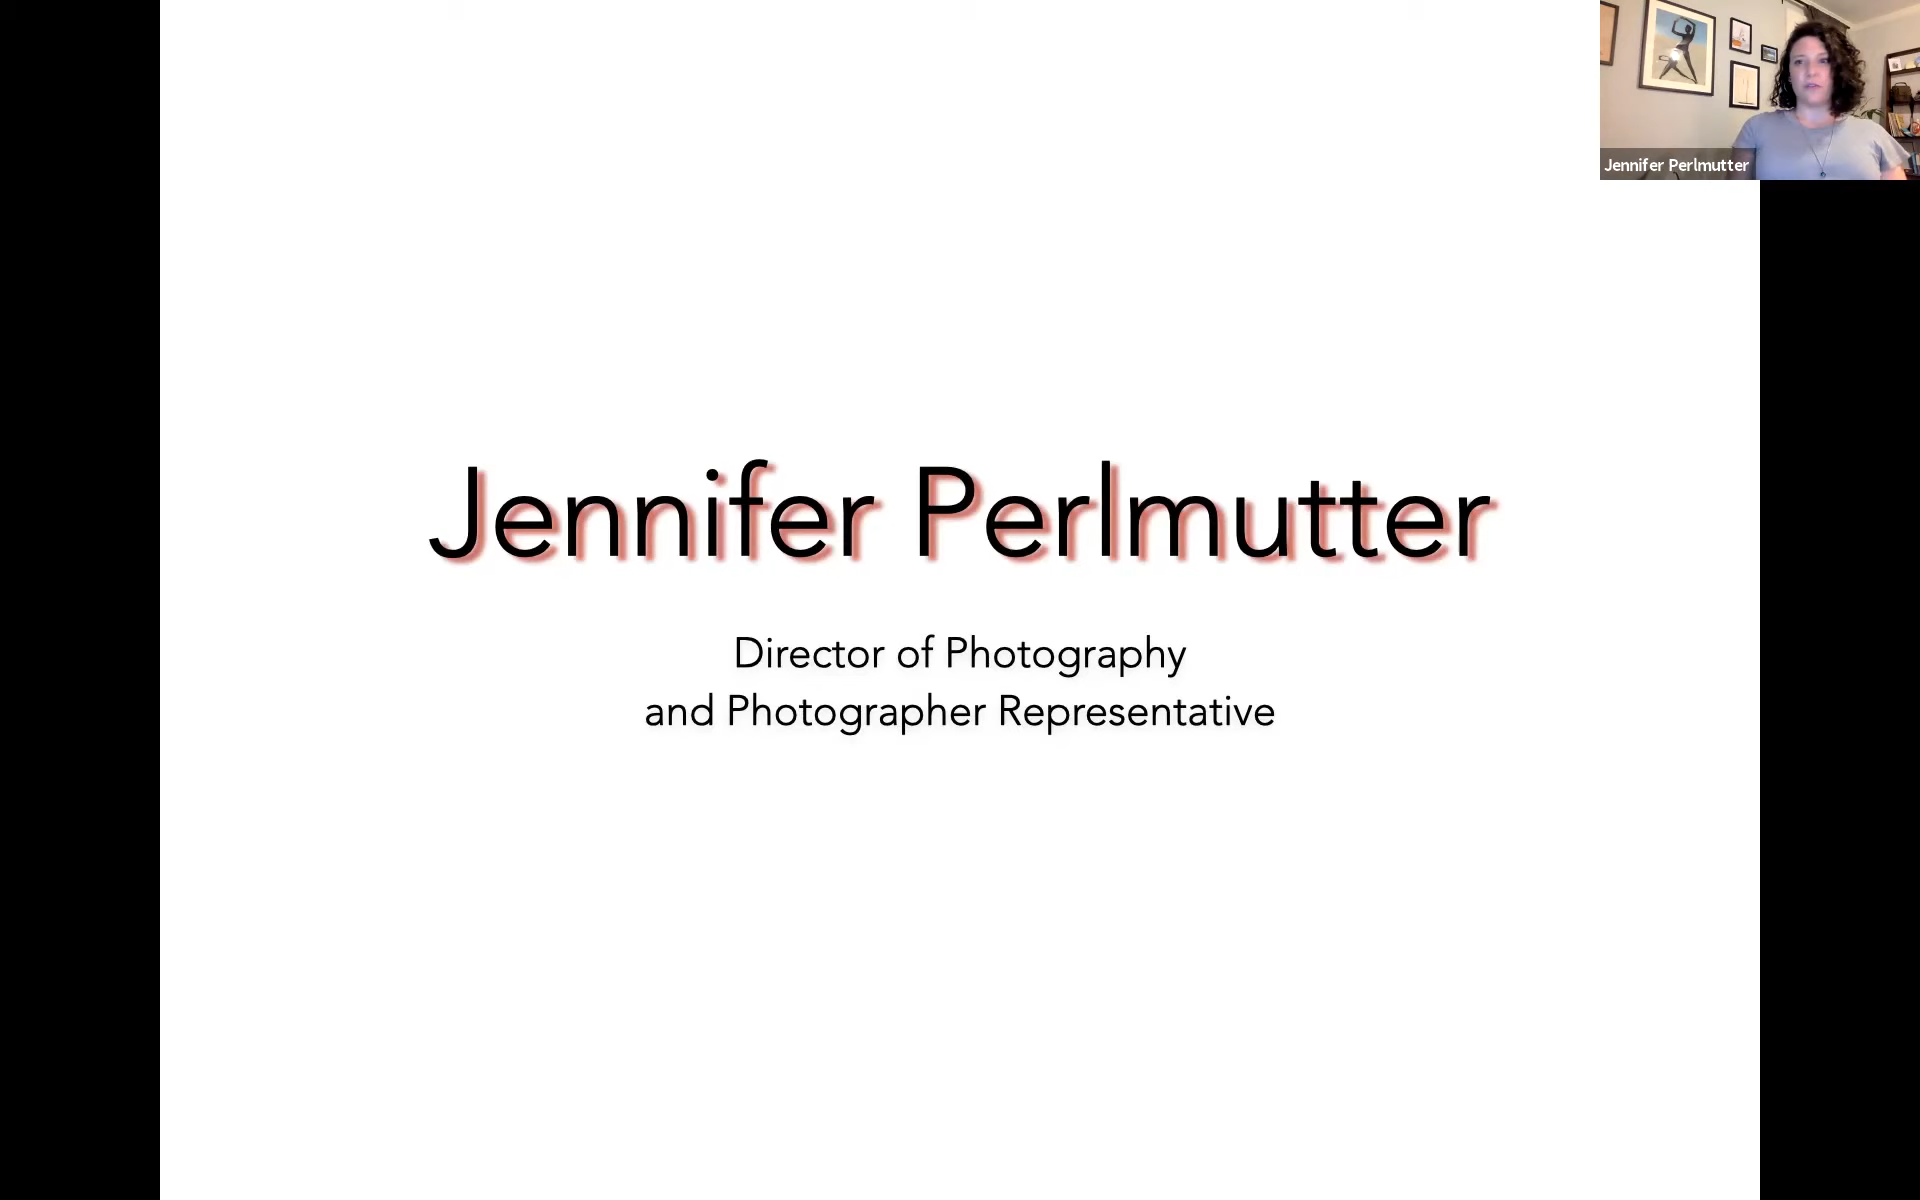 Jennifer Perlmutter
Jennifer Perlmutter
Director of Photography
and Photographer Representative